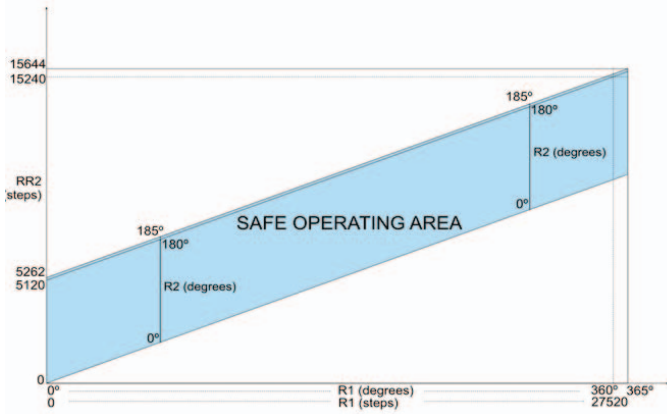 15644
15240
185º
180º
R2 (degrees)
0º
RR2
(steps)
SAFE OPERATING AREA
185º
180º
5262
5120
R2 (degrees)
0º
0
0º
R1 (degrees)
360º
365º
0
R1 (steps)
27520